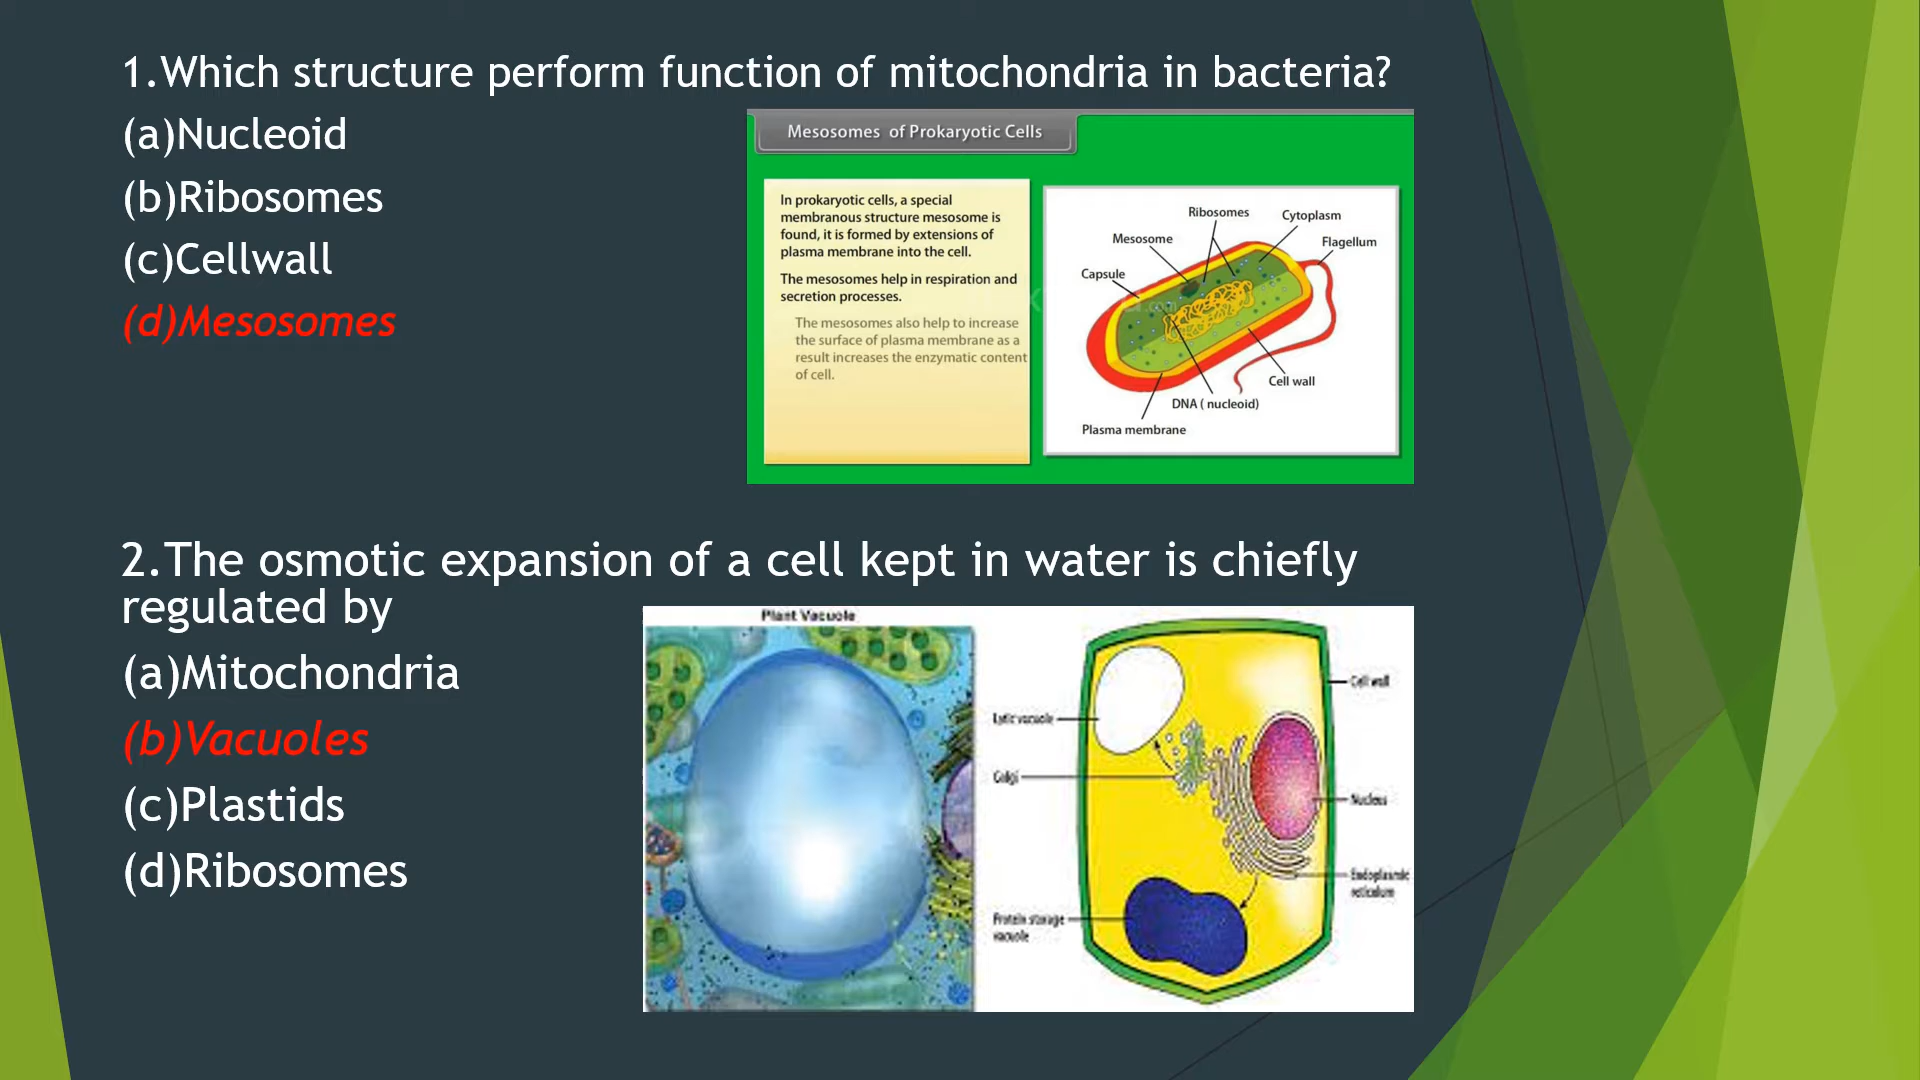 1.Which structure perform function of mitochondria in bacteria?
(a)Nucleoid
(b)Ribosomes
(c)Cellwall
(d)Mesosomes
Mesosomes of Prokaryotic Cells
In prokaryotic cells, a special
membranous structure mesosome is
found, it is formed by extensions of
plasma membrane into the cell.
The mesosomes help in respiration and
secretion processes.
The mesosomes also help to increase
the surface of plasma membrane as a
result increases the enzymatic content
of cell.
Ribosomes
Cytoplasm
Mesosome
Flagellum
Capsule
Cell wall
DNA ( nucleoid)
Plasma membrane
2.The osmotic expansion of a cell kept in water is chiefly
regulated by
(a)Mitochondria
(b)Vacuoles
(c)Plastids
(d)Ribosomes
Plant Vacuole
Cell wall
Lytic vacuole
Golgi
Nucleus
Endoplasmic
reticulum
Protein storage
vacuole